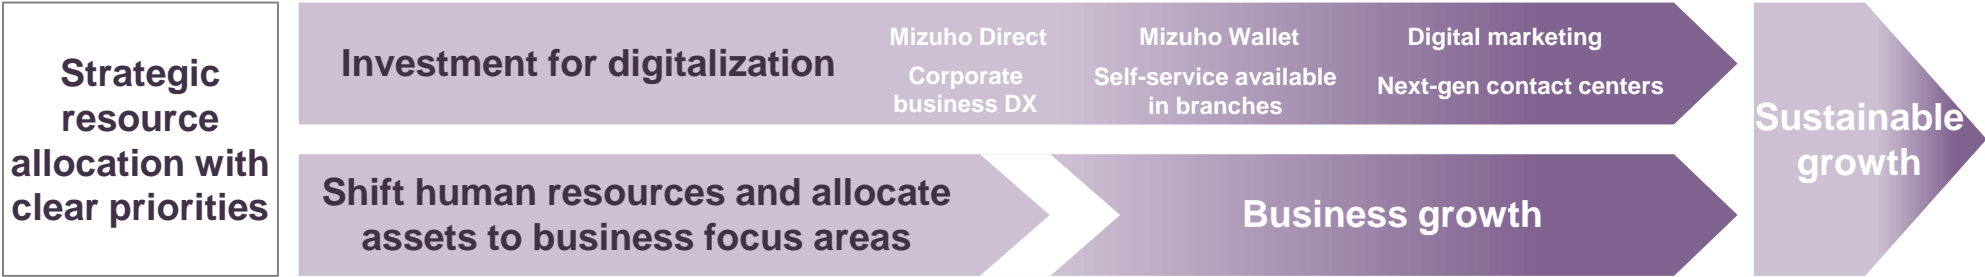 Strategic
resource
allocation with
clear priorities
Investment for digitalization
Mizuho Direct
Corporate
business DX
Mizuho Wallet
Self-service available
in branches
Digital marketing
Next-gen contact centers
Shift human resources and allocate
assets to business focus areas
Business growth
Sustainable
growth